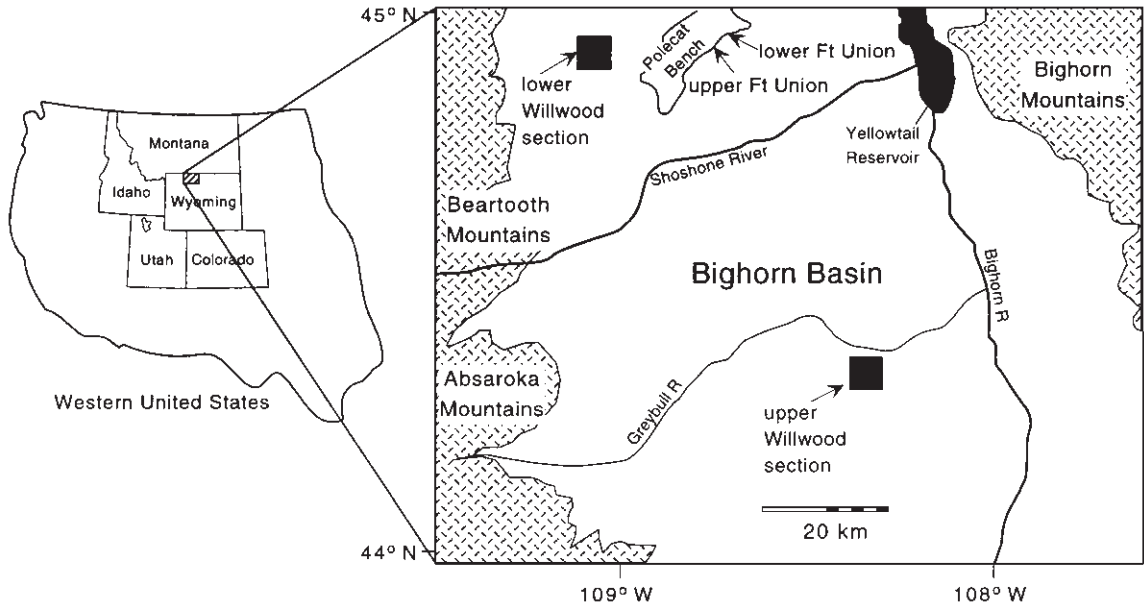 45° N
Montana
Idaho
Wyoming
Utah
Colorado
Western United States
Polecat
Bench
lower Ft Union
upper Ft Union
lower
Willwood
section
Bighorn
Mountains
Yellowtail
Reservoir
Shoshone River
Beartooth
Mountains
Bighorn Basin
Bighorn R
Absaroka
Mountains
Greybull R
upper
Willwood
section
20 km
44° N
109° W
108° W